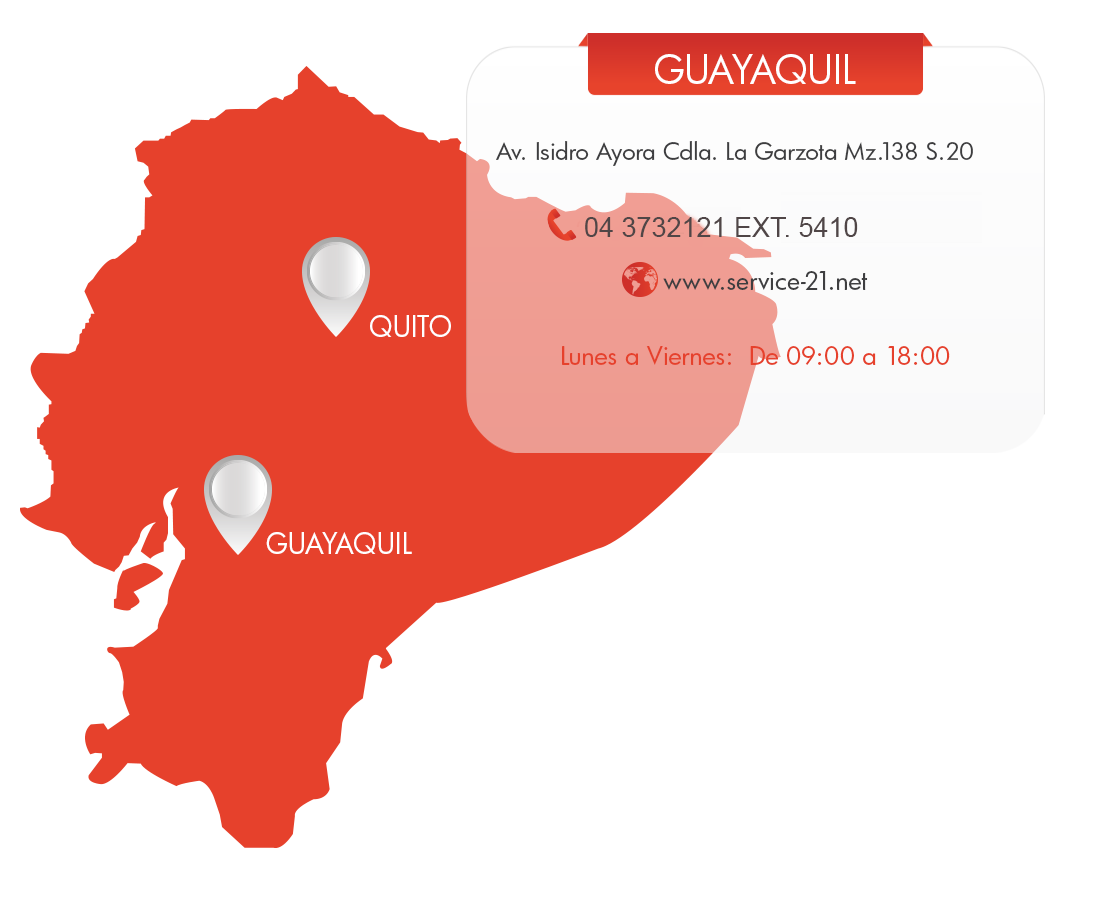 GUAYAQUIL
Av. Isidro Ayora Cdla. La Garzota Mz.138 S.20
04 3732121 EXT. 5410
www.service-21.net
Lunes a Viernes: De 09:00 a 18:00
QUITO
GUAYAQUIL